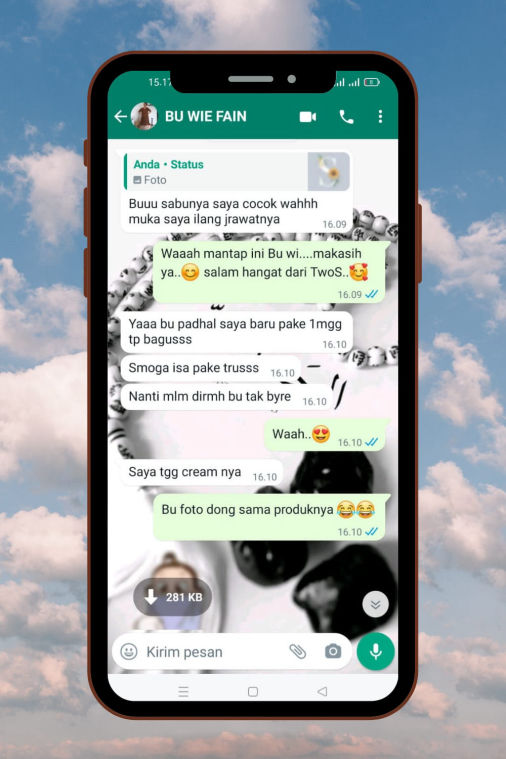 15.17
BU WIE FAIN
Anda • Status
Foto
Buuu sabunya saya cocok wahhh
muka saya ilang jrawatnya
16.09
Waaah mantap ini Bu wi....makasih
ya..😊 salam hangat dari TwoS..🥰
16.09
Yaaa bu padhal saya baru pake 1mgg
tp bagusss
16.10
Smoga isa pake trusss 16.10
Nanti mlm dirmh bu tak byre 16.10
Waah..😍 16.10
Saya tgg cream nya 16.10
Bu foto dong sama produknya 😂😂
16.10
281 KB
Kirim pesan